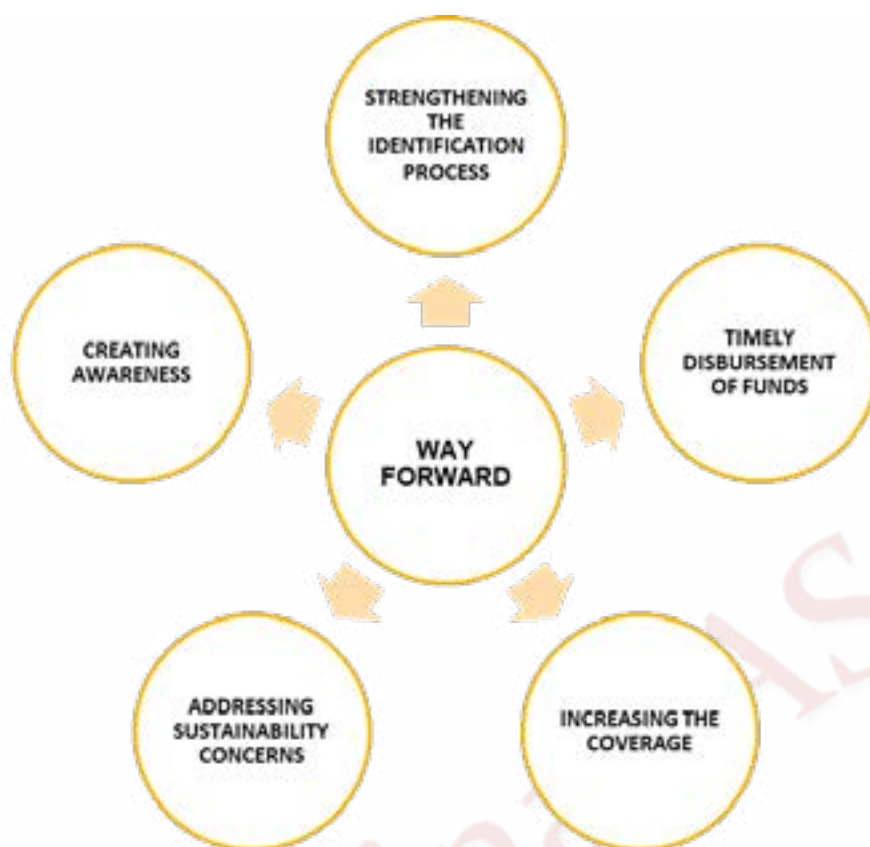 STRENGTHENING
THE
IDENTIFICATION
PROCESS
TIMELY
DISBURSEMENT
OF FUNDS
CREATING
AWARENESS
WAY
FORWARD
ADDRESSING
SUSTAINABILITY
CONCERNS
INCREASING THE
COVERAGE